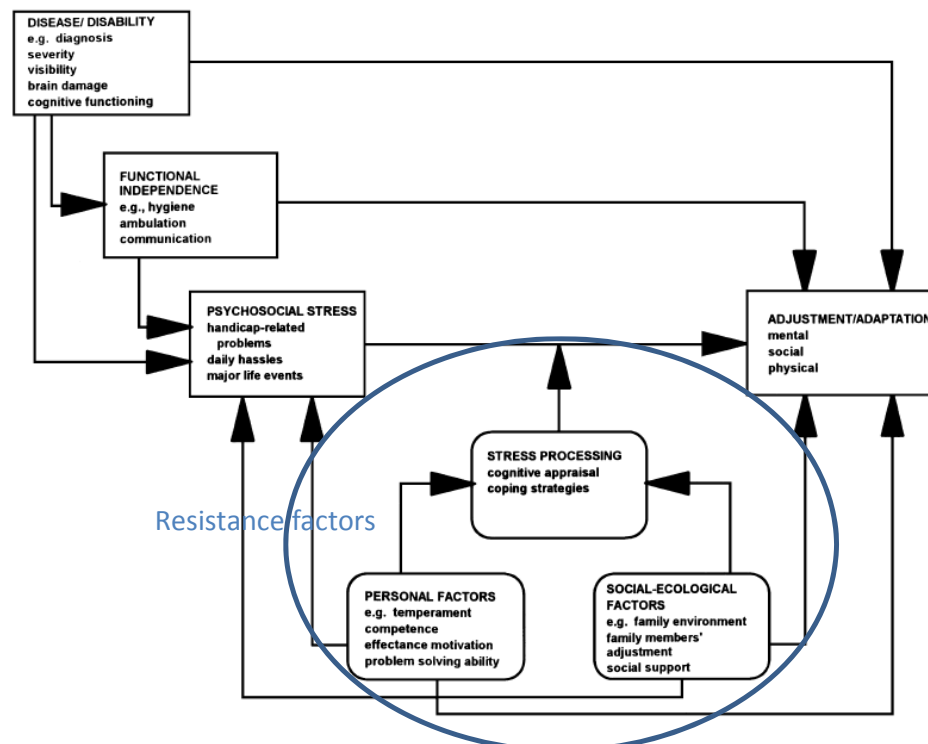 DISEASE/ DISABILITY
e.g. diagnosis
severity
visibility
brain damage
cognitive functioning
FUNCTIONAL
INDEPENDENCE
e.g., hygiene
ambulation
communication
PSYCHOSOCIAL STRESS
handicap-related
problems
daily hassles
major life events
ADJUSTMENT/ADAPTATION
mental
social
physical
STRESS PROCESSING
cognitive appraisal
coping strategies
Resistance factors
PERSONAL FACTORS
e.g. temperament
competence
effectance motivation
problem solving ability
SOCIAL-ECOLOGICAL
FACTORS
e.g. family environment
family members'
adjustment
social support